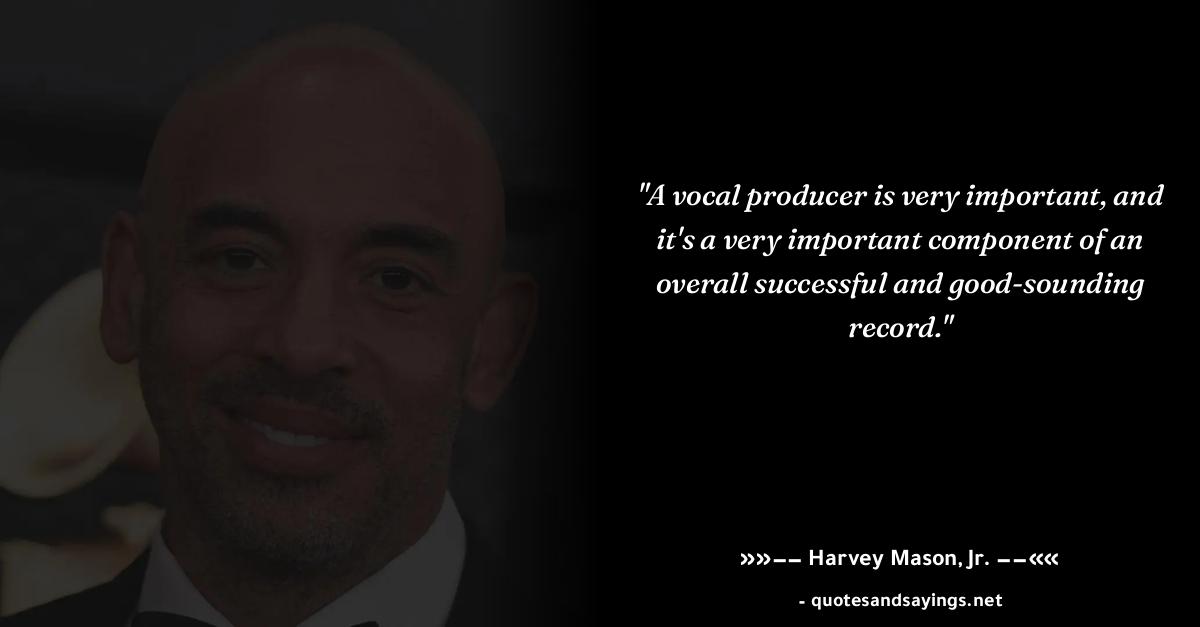 "A vocal producer is very important, and
it's a very important component of an
overall successful and good-sounding
record."
»»—— Harvey Mason, Jr. ——««
- quotesandsayings.net